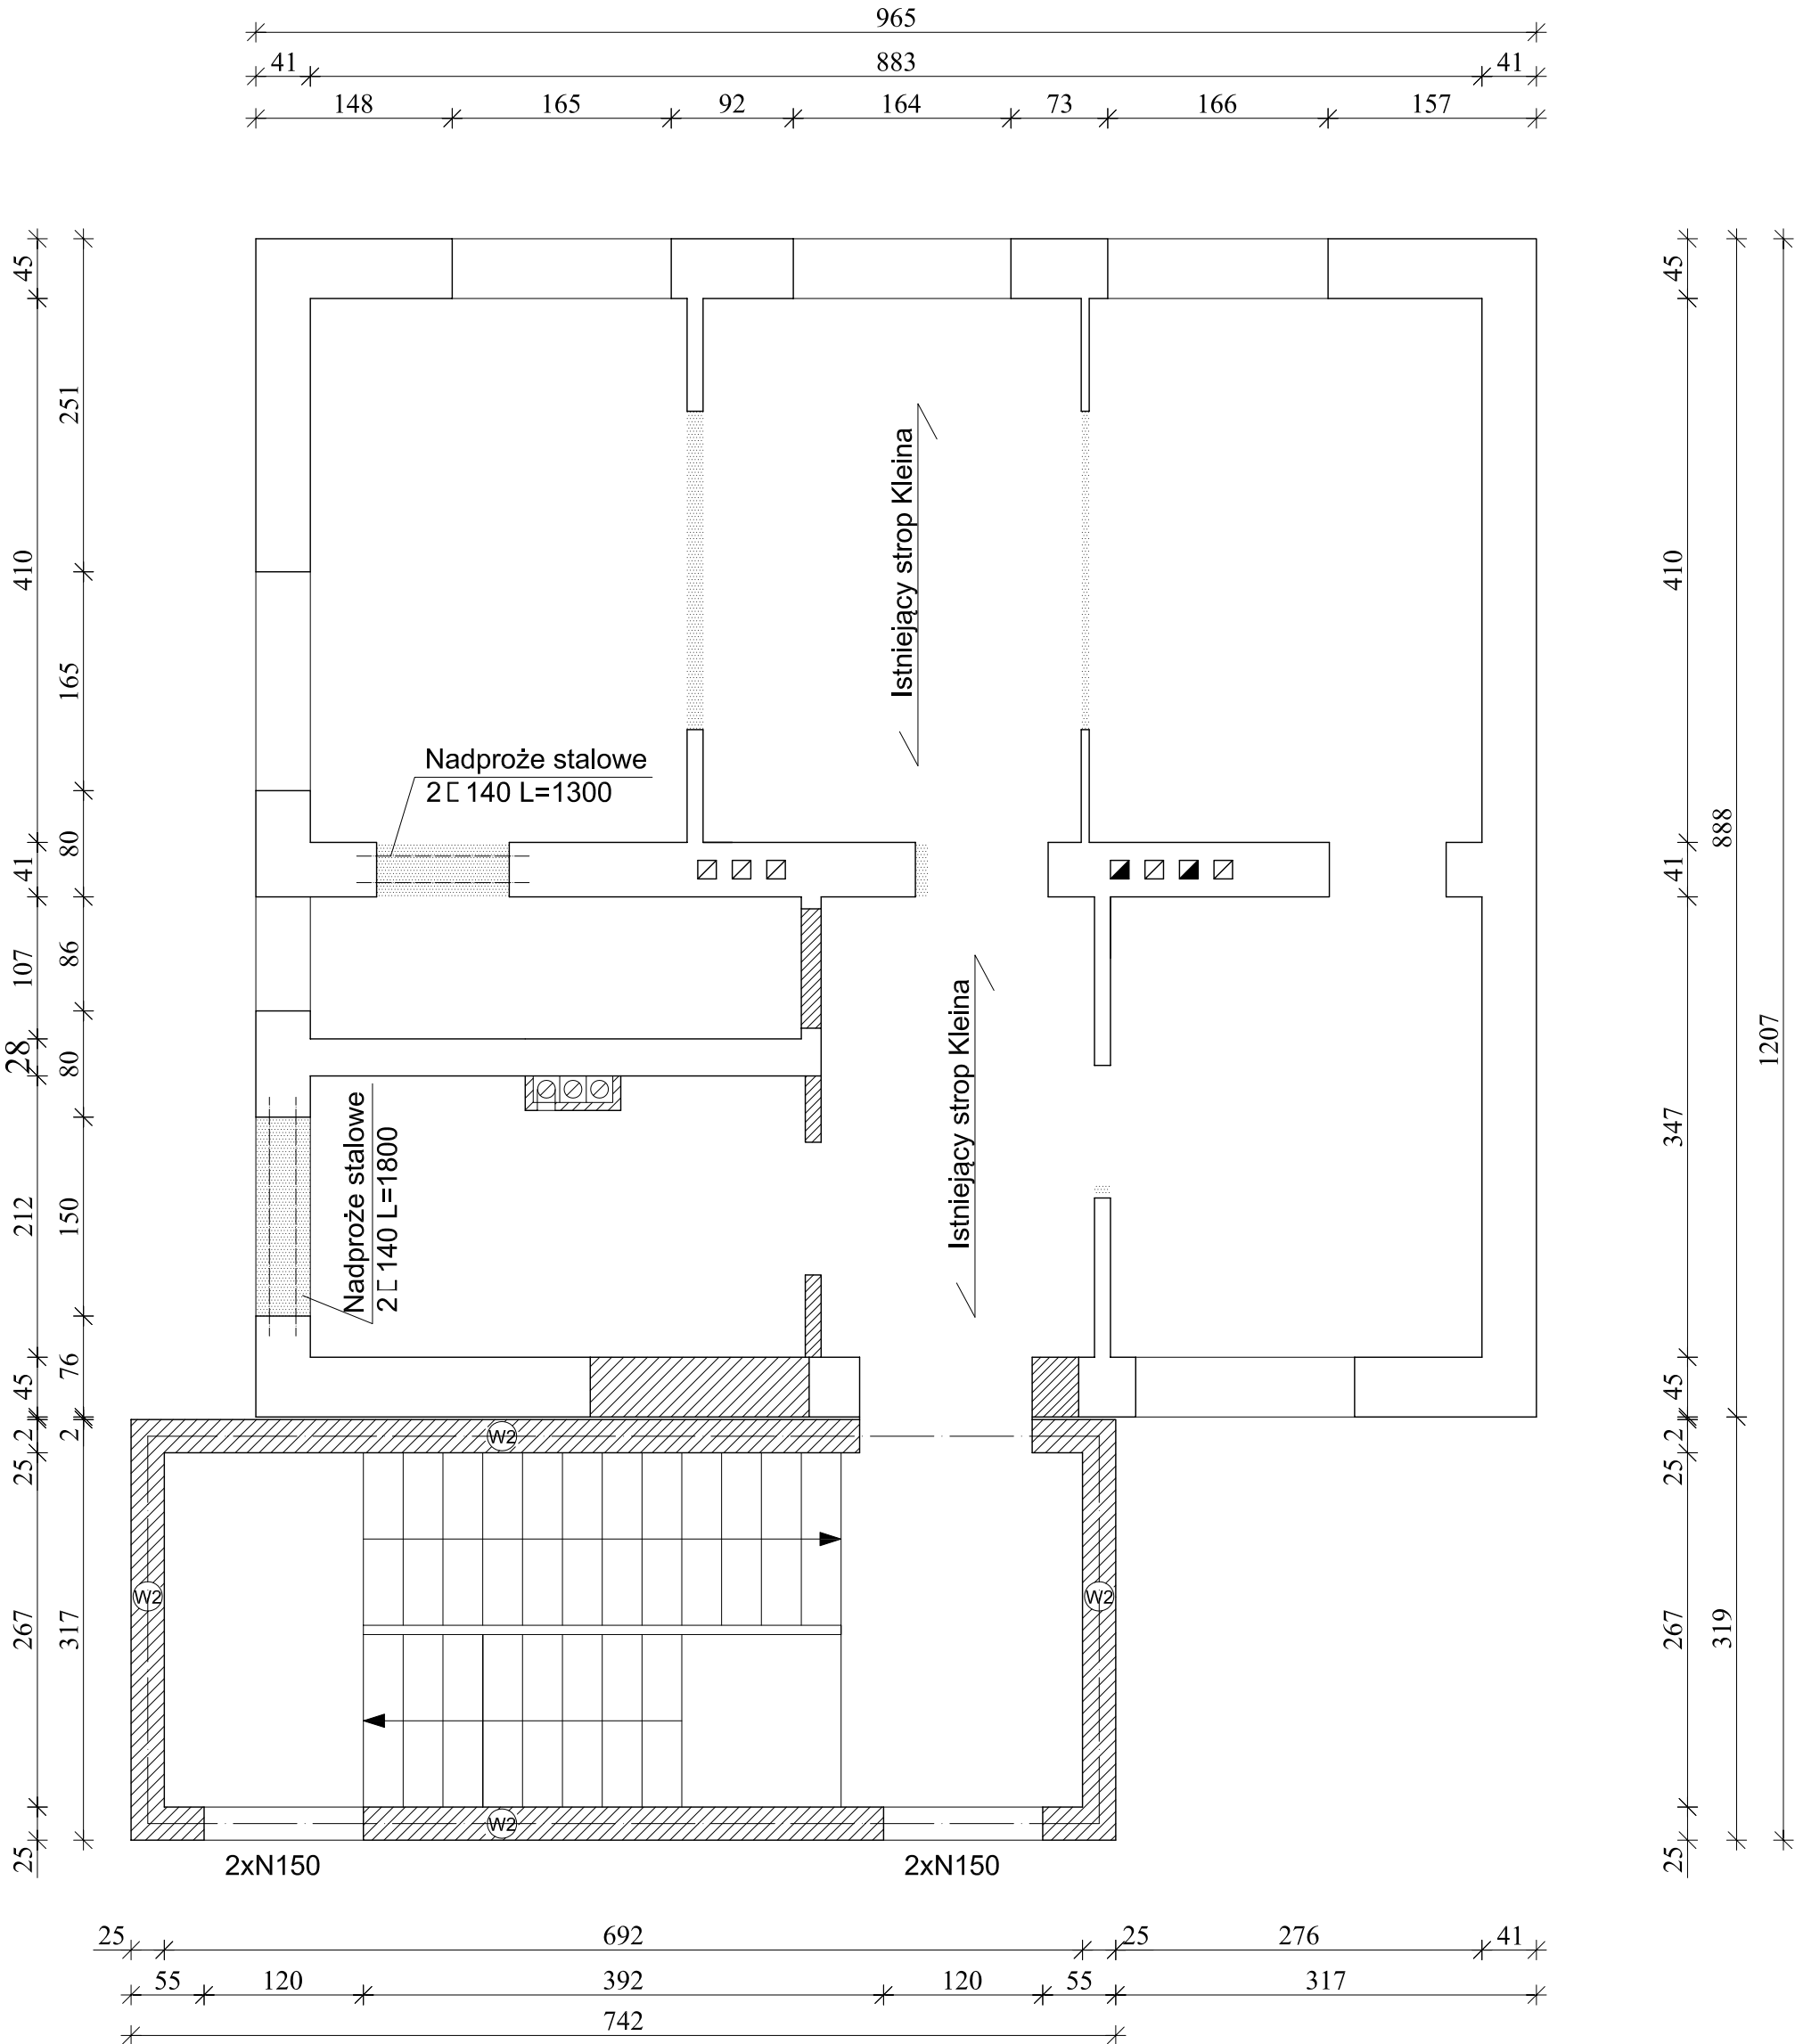 965
41 883 41
148 165 92 164 73 166 157
45
410
41
107
28
212
45
2
25
267
25
251
165
80
86
80
150
76
2
317
Istniejący strop Kleina
Nadproże stalowe
2[ 140 L=1300
Istniejący strop Kleina
Nadproże stalowe
2[ 140 L=1800
W2
W2
W2
W2
2xN150 2xN150
45
410
41
347
45
2
25
267
25
888
319
1207
25 692 25 276 41
55 120 392 120 55 317
742